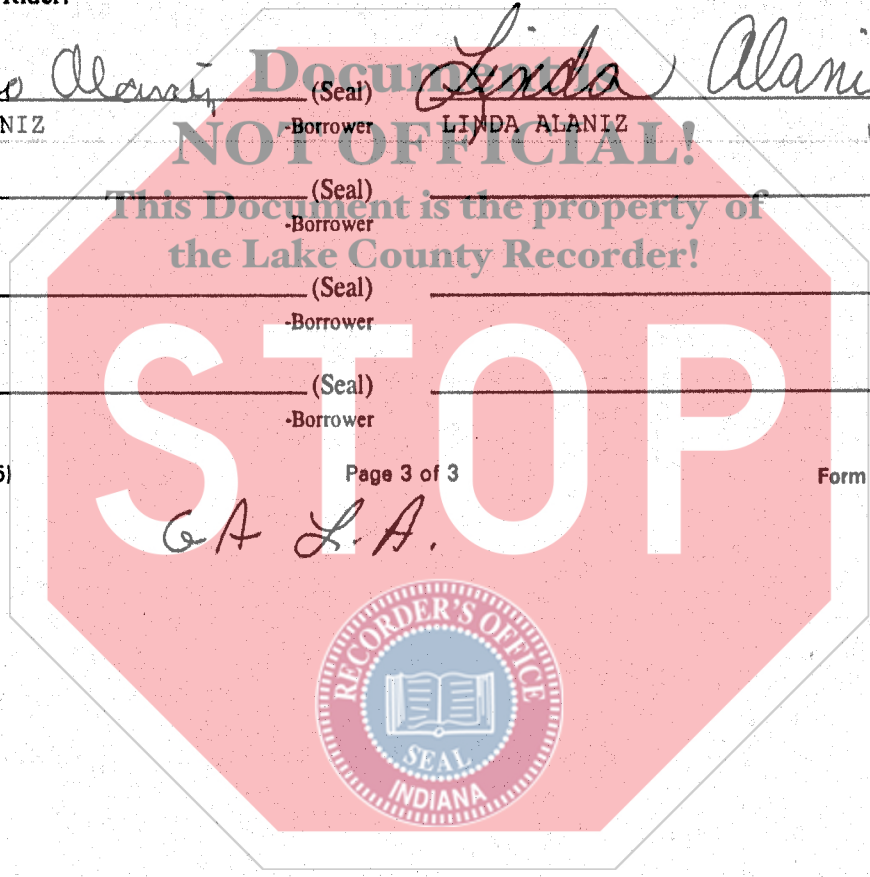 Rider.
Document is
o Alaniz (Seal) Linda Alani
NIZ -Borrower LINDA ALANIZ
NOT OFFICIAL!
(Seal)
This Document is the property of
-Borrower
the Lake County Recorder!
(Seal)
-Borrower
STOP
(Seal)
-Borrower
5) Page 3 of 3 Form
GA L.A.
RECORDER'S OFFICE
SEAL
INDIANA